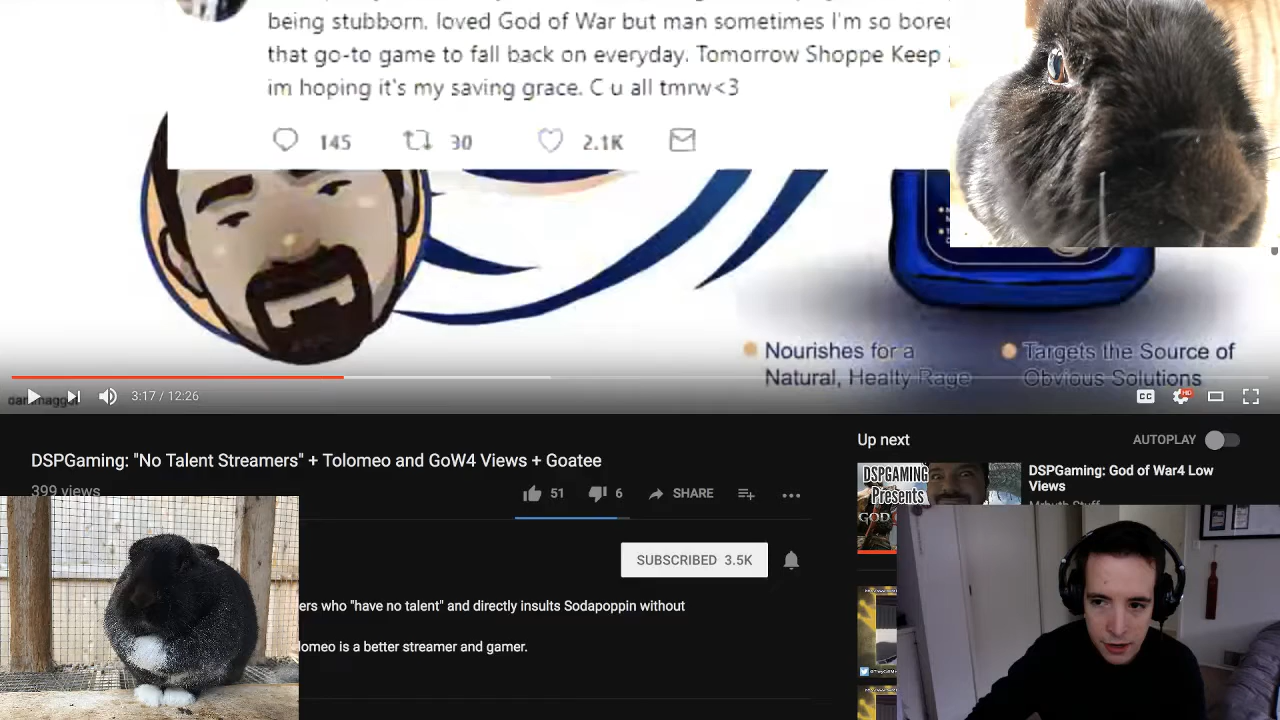 being stubborn. loved God of War but man sometimes I'm so bored
that go-to game to fall back on everyday. Tomorrow Shoppe Keep
im hoping it's my saving grace. C u all tmrw<3
145 30 2.1K
Nourishes for a
Natural, Healty Rage
Targets the Source of
Obvious Solutions
3:17 / 12:26
CC
HD
DSPGaming: "No Talent Streamers" + Tolomeo and GoW4 Views + Goatee
399 views
51 6 SHARE
SUBSCRIBED 3.5K
ers who "have no talent" and directly insults Sodapoppin without
lomeo is a better streamer and gamer.
Up next
AUTOPLAY
DSPGAMING
Presents
GOD
DSPGaming: God of War4 Low
Views